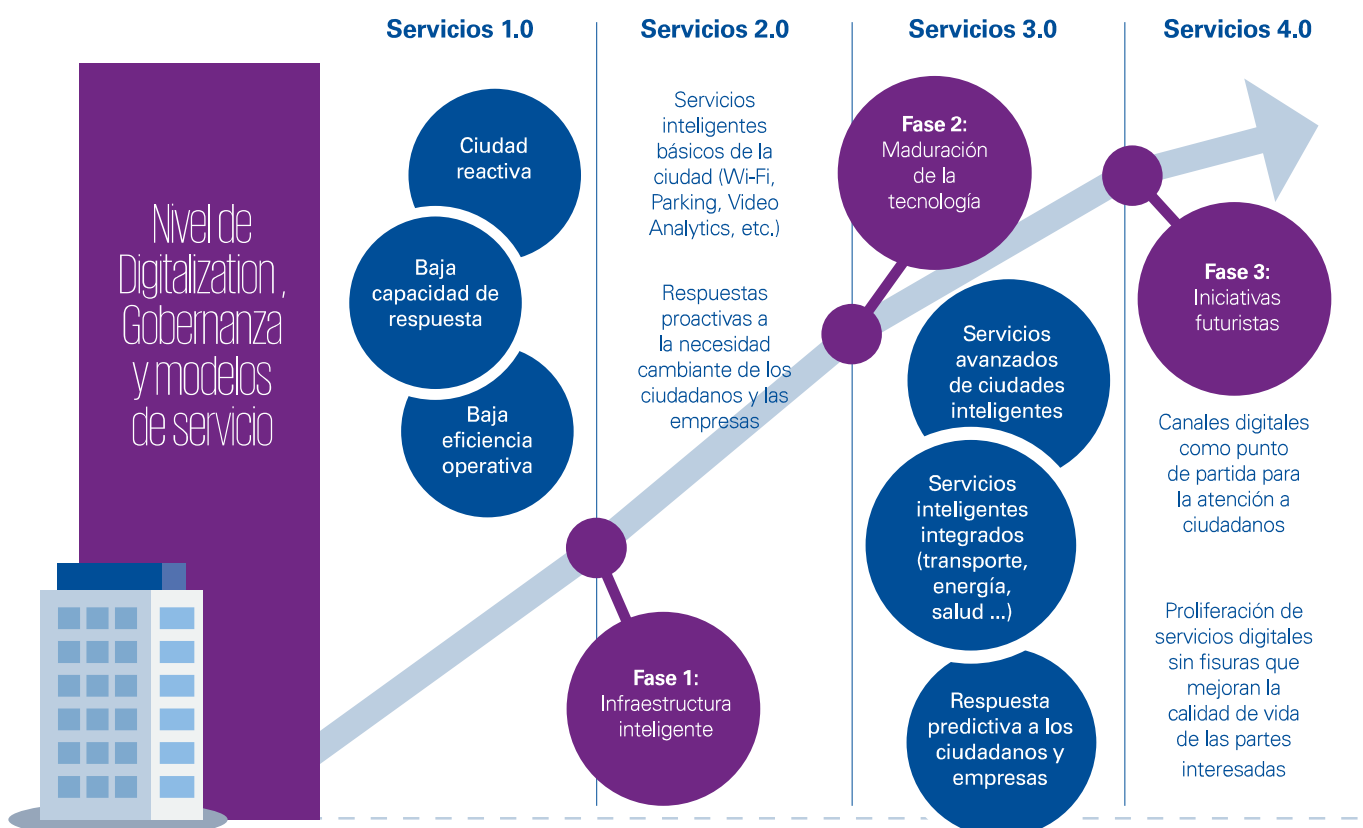 Servicios 1.0
Servicios 2.0
Servicios 3.0
Servicios 4.0
Nivel de
Digitalization,
Gobernanza
y modelos
de servicio
Ciudad
reactiva
Baja
capacidad de
respuesta
Baja
eficiencia
operativa
Servicios
inteligentes
básicos de la
ciudad (Wi-Fi,
Parking, Video
Analytics, etc.)
Respuestas
proactivas a
la necesidad
cambiante de los
ciudadanos y las
empresas
Fase 1:
Infraestructura
inteligente
Fase 2:
Maduración
de la
tecnología
Servicios
avanzados
de ciudades
inteligentes
Servicios
inteligentes
integrados
(transporte,
energía,
salud ...)
Respuesta
predictiva a los
ciudadanos y
empresas
Fase 3:
Iniciativas
futuristas
Canales digitales
como punto
de partida para
la atención a
ciudadanos
Proliferación de
servicios digitales
sin fisuras que
mejoran la
calidad de vida
de las partes
interesadas